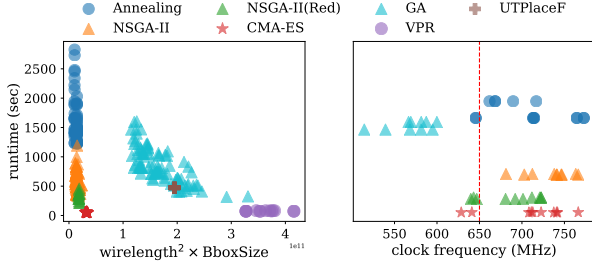 Annealing NSGA-II(Red) GA UTPlaceF
NSGA-II CMA-ES VPR
runtime (sec)
2500
2000
1500
1000
500
0
0 1 2 3 4
1e11
wirelength² × BboxSize
550 600 650 700 750
clock frequency (MHz)